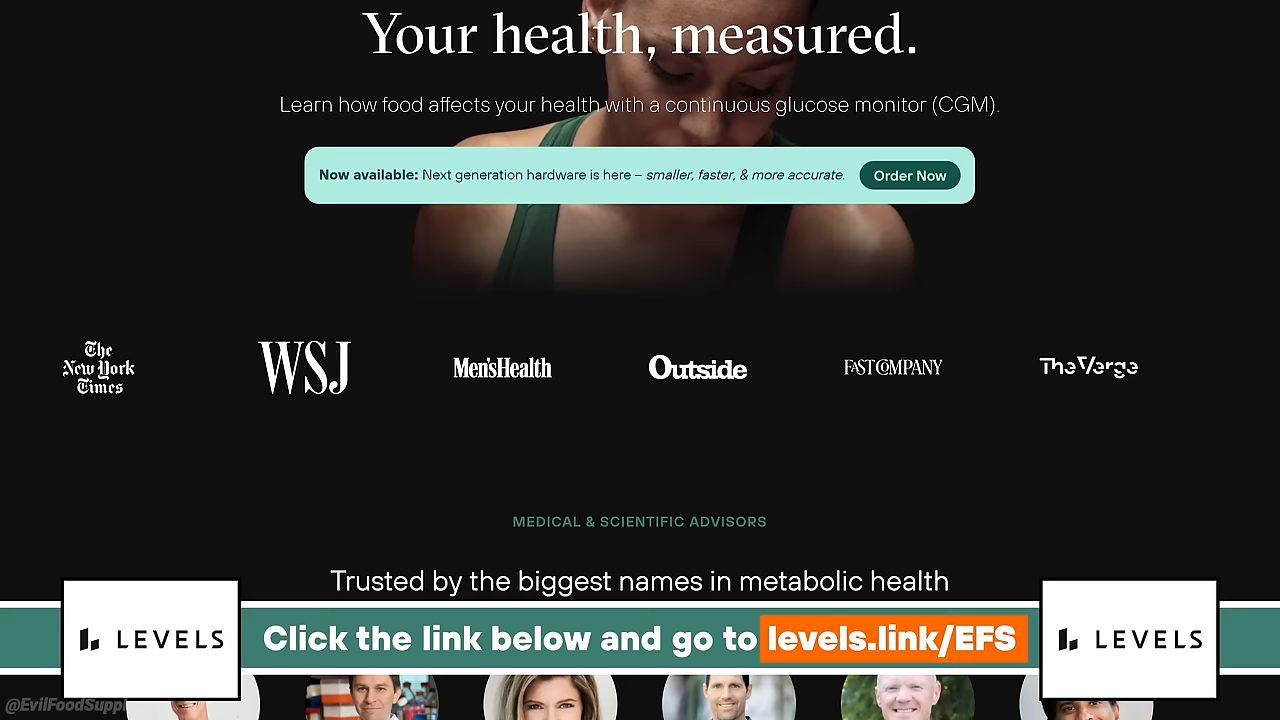 Your health, measured.
Learn how food affects your health with a continuous glucose monitor (CGM).
Now available: Next generation hardware is here – smaller, faster, & more accurate.
Order Now
The
New York
Times
WSJ
Men'sHealth
Outside
FAST COMPANY
TheVerge
MEDICAL & SCIENTIFIC ADVISORS
Trusted by the biggest names in metabolic health
LEVELS
Click the link below and go to levels.link/EFS
LEVELS
@EvilFoodSuppl